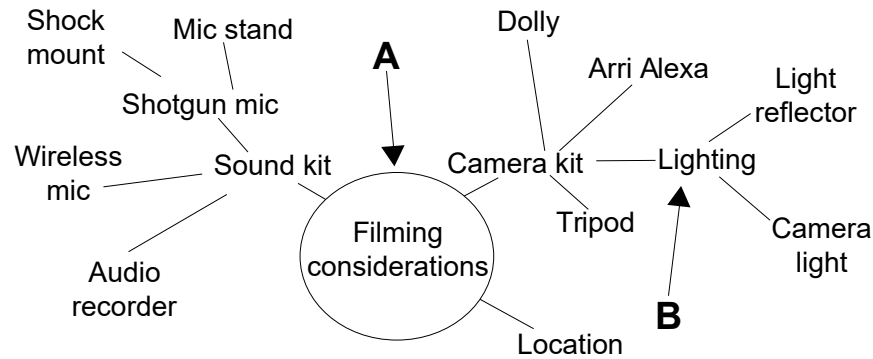 Shock
mount
Mic stand
Shotgun mic
Wireless
mic
Sound kit
Audio
recorder
A
Filming
considerations
Dolly
Arri Alexa
Camera kit
Tripod
Lighting
Light
reflector
Camera
light
B
Location